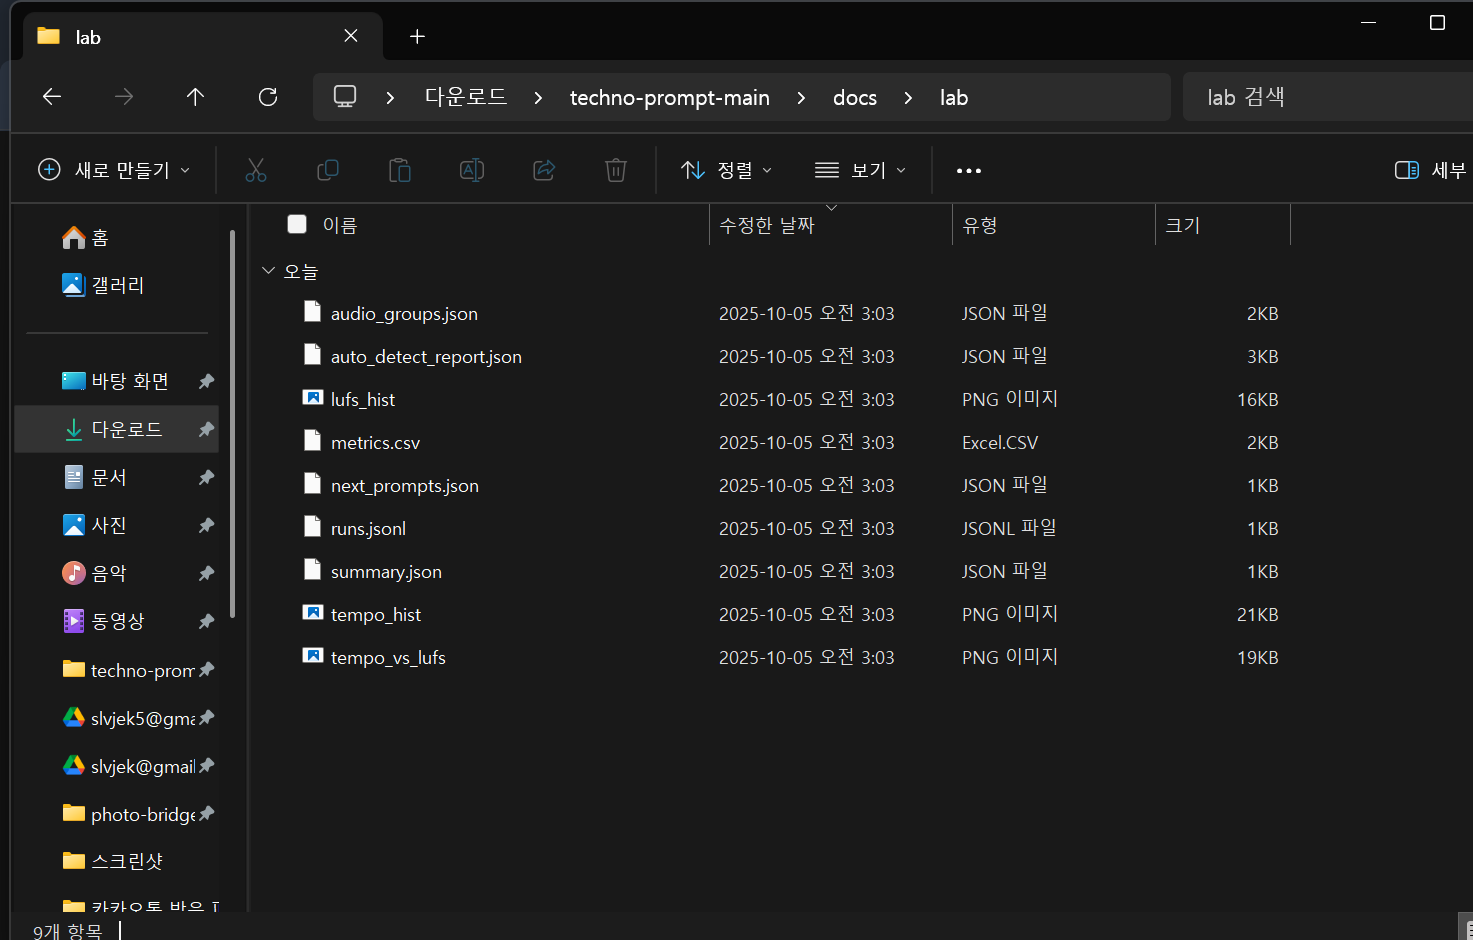 lab
다운로드 techno-prompt-main docs lab lab 검색
새로 만들기 정렬 보기 세부
홈
갤러리
바탕 화면
다운로드
문서
사진
음악
동영상
techno-prom
slvjek5@gma
slvjek@gmail
photo-bridge
스크린샷
카카오톡 받은
이름 수정한 날짜 유형 크기
오늘
audio_groups.json 2025-10-05 오전 3:03 JSON 파일 2KB
auto_detect_report.json 2025-10-05 오전 3:03 JSON 파일 3KB
lufs_hist 2025-10-05 오전 3:03 PNG 이미지 16KB
metrics.csv 2025-10-05 오전 3:03 Excel.CSV 2KB
next_prompts.json 2025-10-05 오전 3:03 JSON 파일 1KB
runs.jsonl 2025-10-05 오전 3:03 JSONL 파일 1KB
summary.json 2025-10-05 오전 3:03 JSON 파일 1KB
tempo_hist 2025-10-05 오전 3:03 PNG 이미지 21KB
tempo_vs_lufs 2025-10-05 오전 3:03 PNG 이미지 19KB
9개 항목